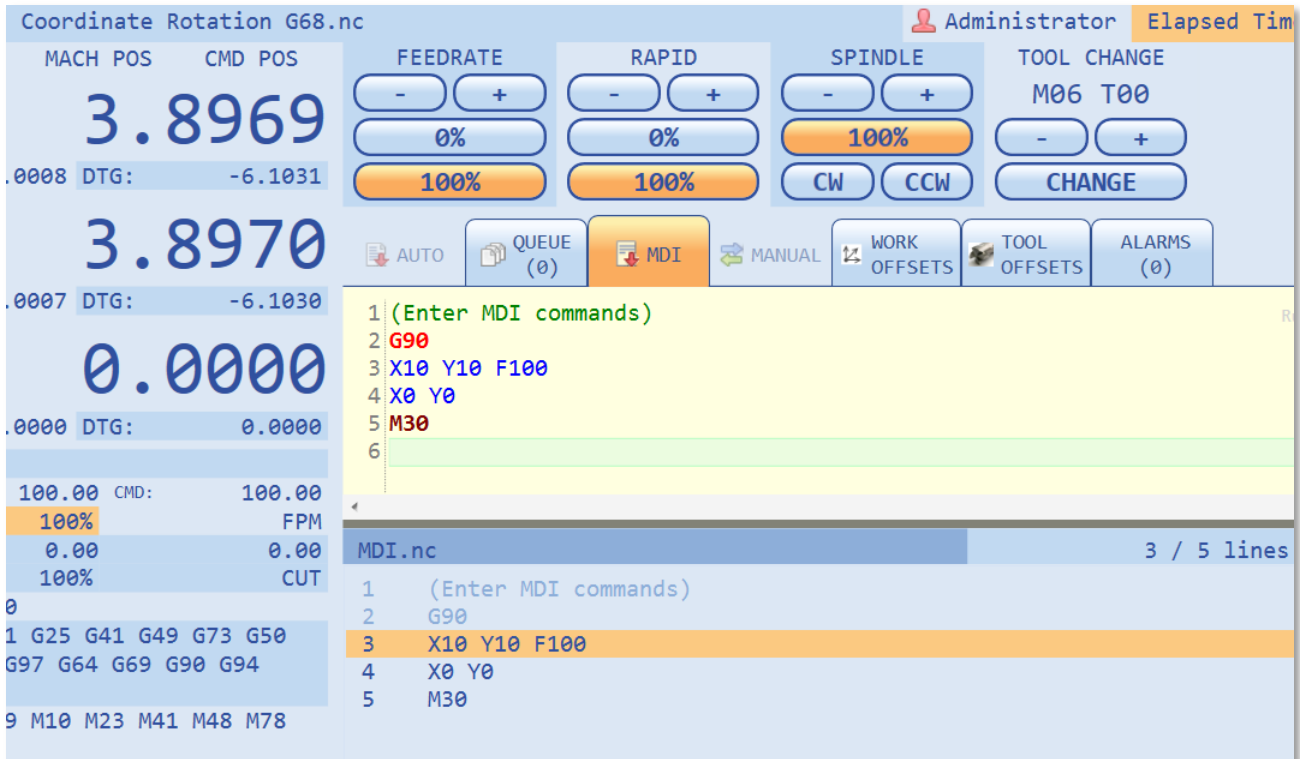 Coordinate Rotation G68.nc
Administrator
Elapsed Tim
MACH POS CMD POS
3.8969
.0008 DTG: -6.1031
3.8970
.0007 DTG: -6.1030
0.0000
.0000 DTG: 0.0000
100.00 CMD: 100.00
100% FPM
0.00 0.00
100% CUT
0
1 G25 G41 G49 G73 G50
G97 G64 G69 G90 G94
9 M10 M23 M41 M48 M78
FEEDRATE
- +
0%
100%
RAPID
- +
0%
100%
SPINDLE
- +
100%
CW CCW
TOOL CHANGE
M06 T00
- +
CHANGE
AUTO
QUEUE
(0)
MDI
MANUAL
WORK
OFFSETS
TOOL
OFFSETS
ALARMS
(0)
1 (Enter MDI commands)
2 G90
3 X10 Y10 F100
4 X0 Y0
5 M30
6
MDI.nc 3 / 5 lines
1 (Enter MDI commands)
2 G90
3 X10 Y10 F100
4 X0 Y0
5 M30